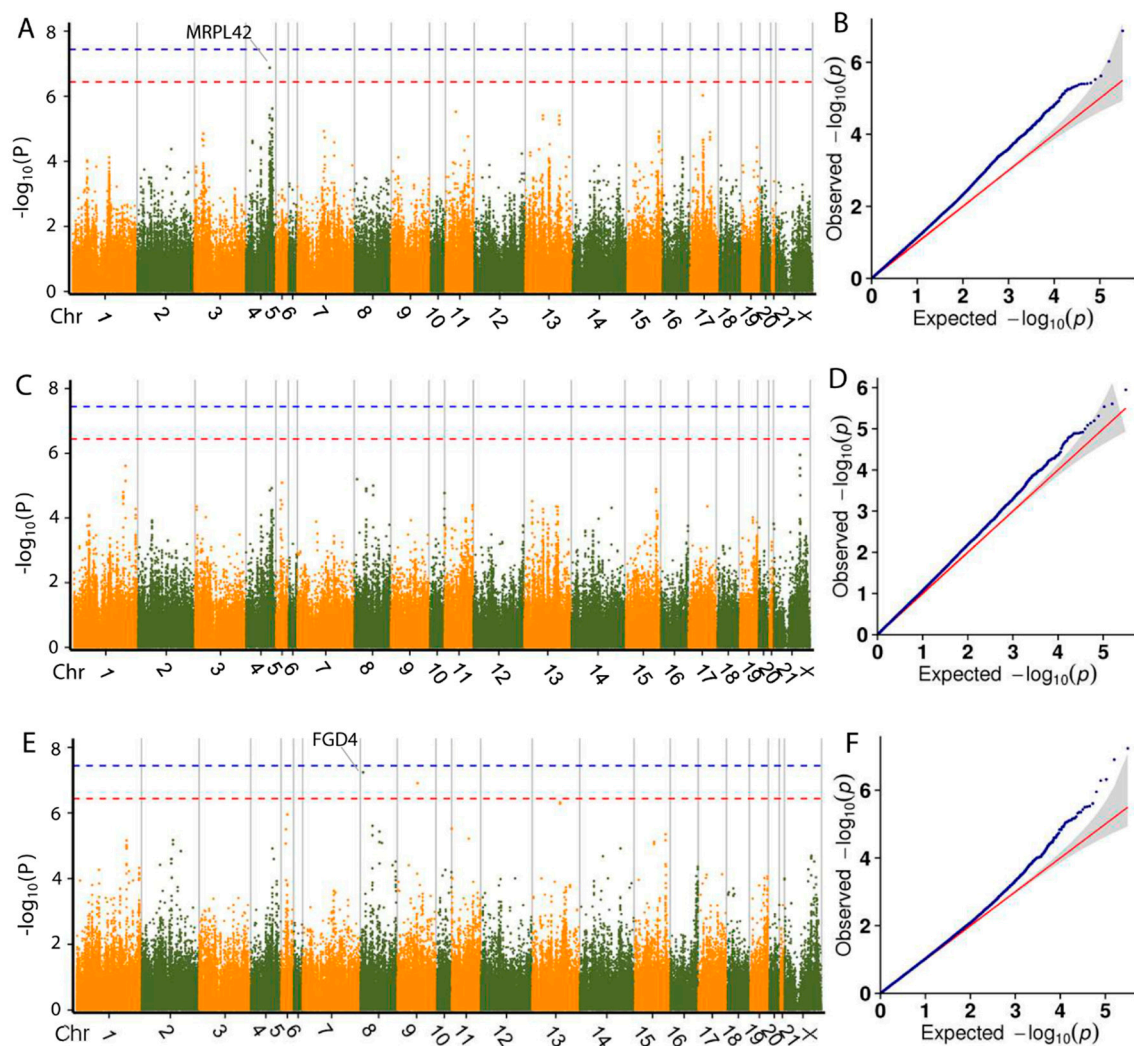 A
MRPL42
8
6
4
2
0
-log10(P)
Chr 1 2 3 4 5 6 7 8 9 10 11 12 13 14 15 16 17 18 19 20 21 X
B
6
4
2
0
Observed −log10(p)
0 1 2 3 4 5
Expected −log10(p)
C
8
6
4
2
0
-log10(P)
Chr 1 2 3 4 5 6 7 8 9 10 11 12 13 14 15 16 17 18 19 20 21 X
D
6
5
4
3
2
1
0
Observed −log10(p)
0 1 2 3 4 5
Expected −log10(p)
E
FGD4
8
6
4
2
0
-log10(P)
Chr 1 2 3 4 5 6 7 8 9 10 11 12 13 14 15 16 17 18 19 20 21 X
F
6
4
2
0
Observed −log10(p)
0 1 2 3 4 5
Expected −log10(p)